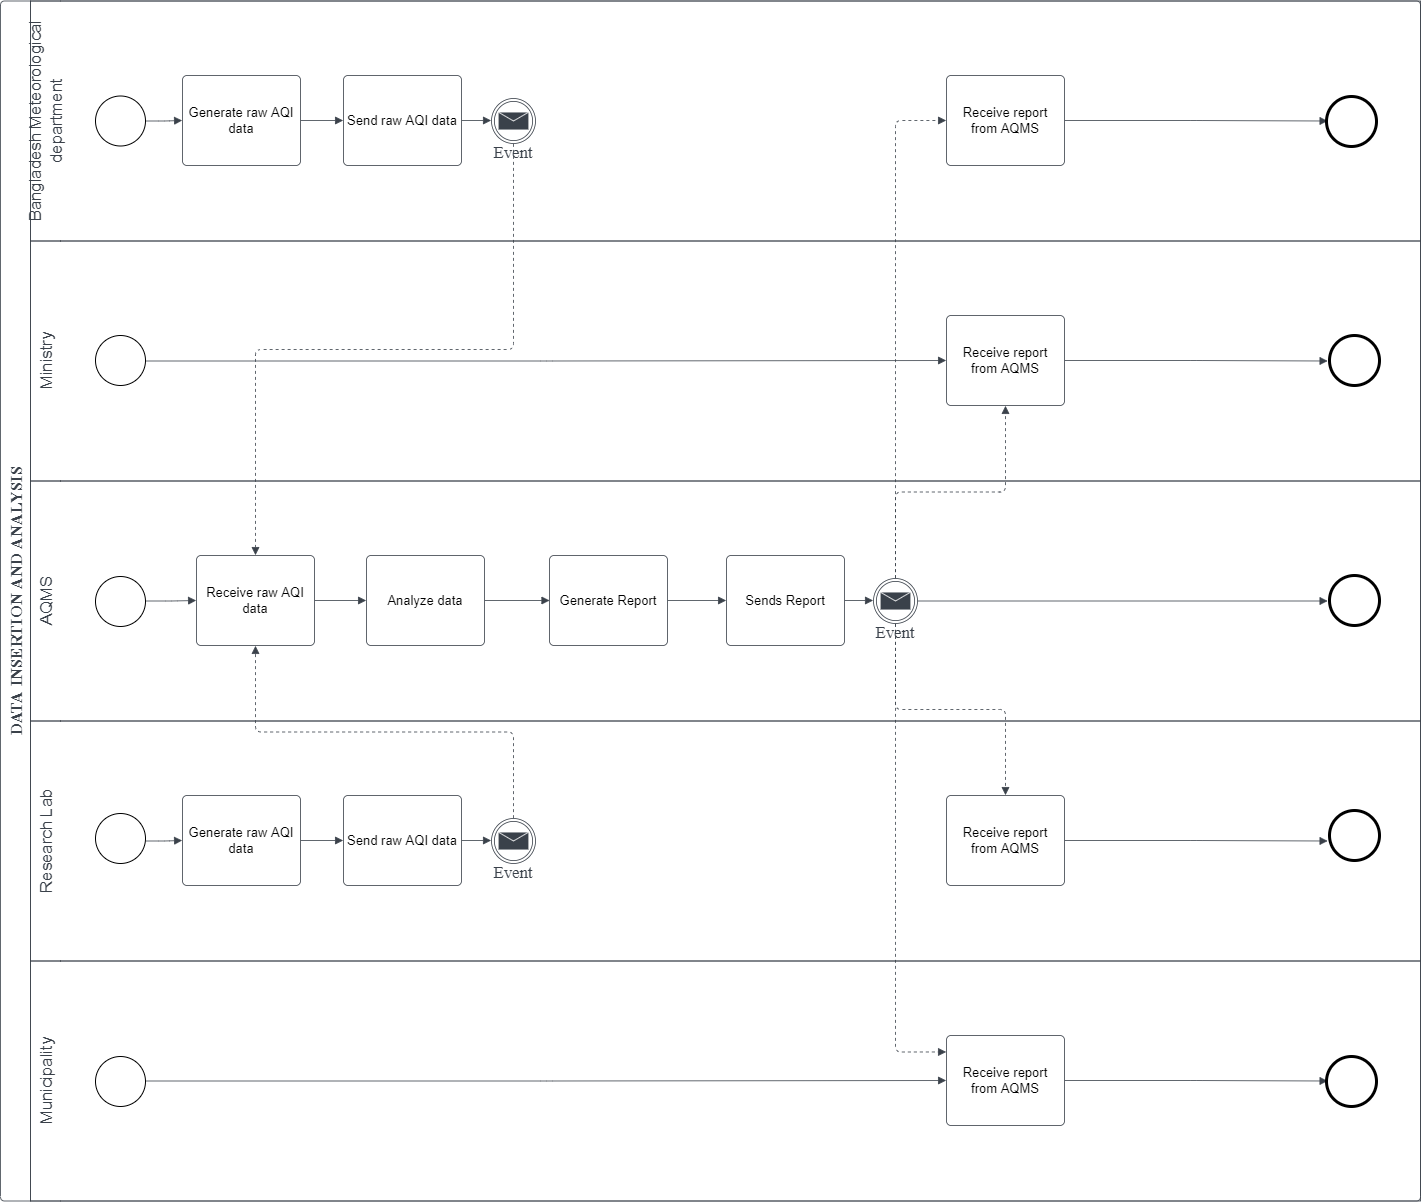 DATA INSERTION AND ANALYSIS
Bangladesh Meteorological
department
Generate raw AQI
data
Send raw AQI data
Event
Receive report
from AQMS
Ministry
Receive report
from AQMS
AQMS
Receive raw AQI
data
Analyze data
Generate Report
Sends Report
Event
Research Lab
Generate raw AQI
data
Send raw AQI data
Event
Receive report
from AQMS
Municipality
Receive report
from AQMS